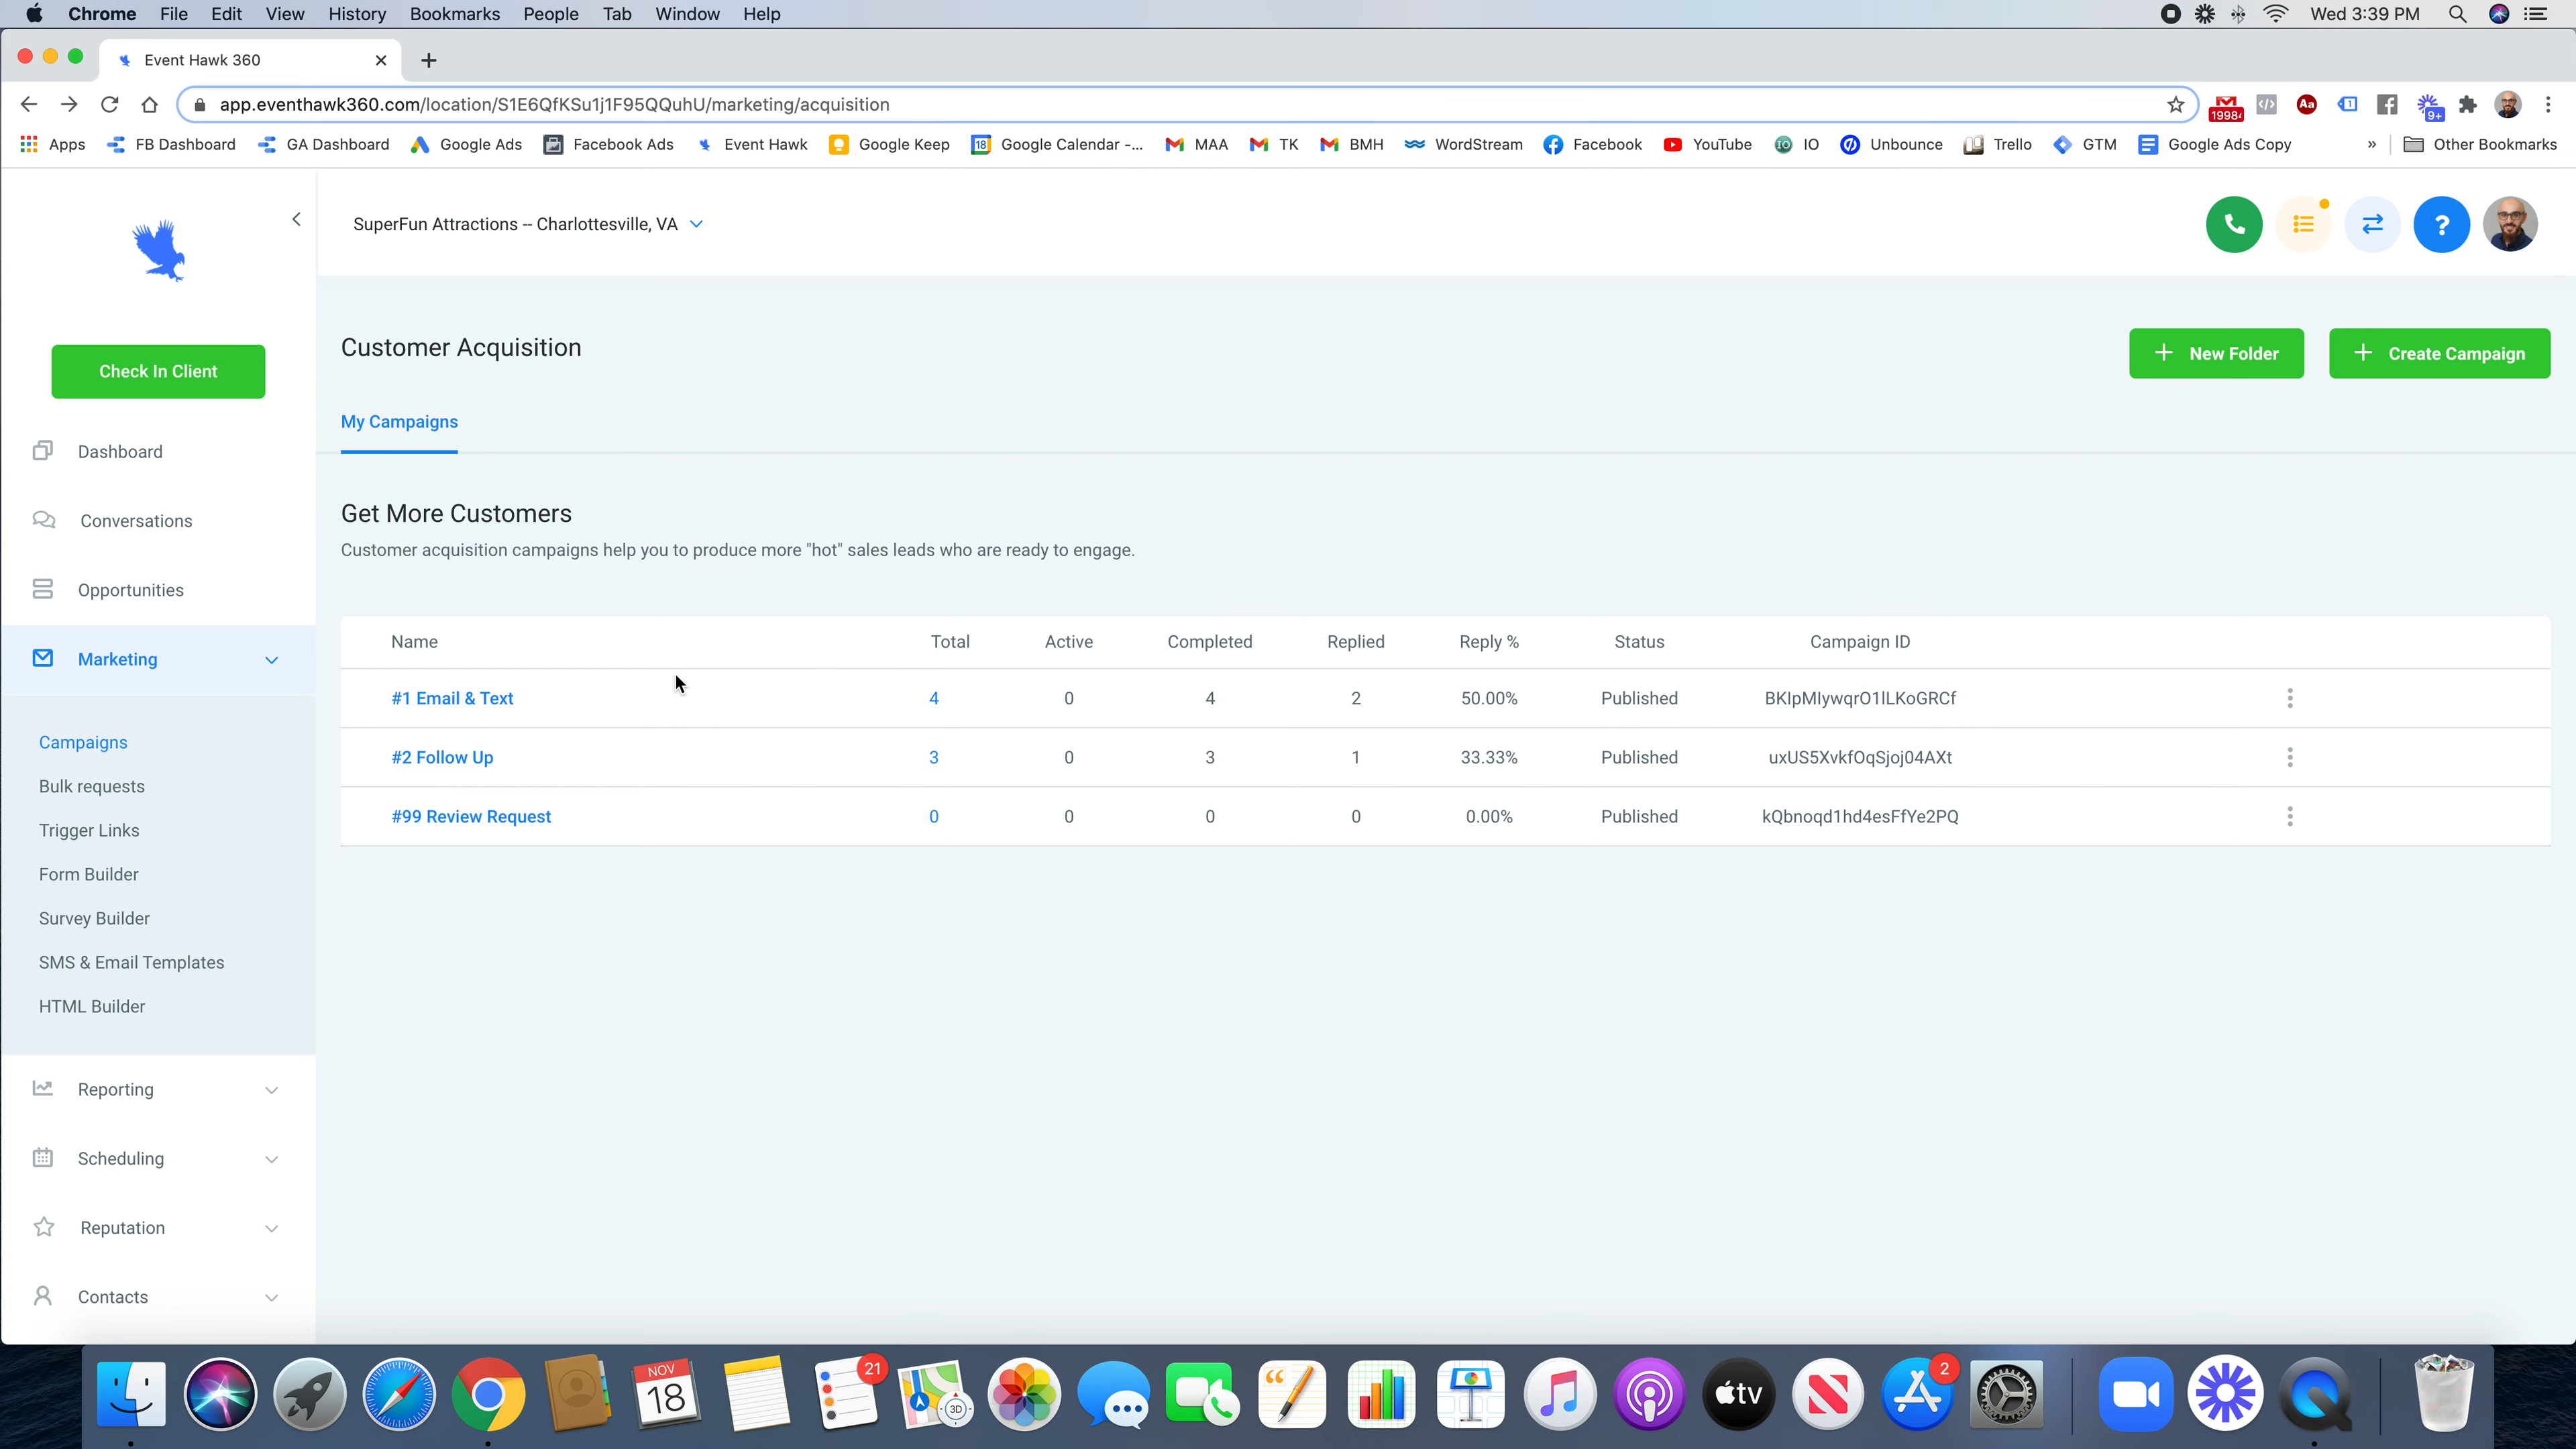 Chrome File Edit View History Bookmarks People Tab Window Help Wed 3:39 PM
Event Hawk 360
app.eventhawk360.com/location/S1E6QfKSu1j1F95QQuhU/marketing/acquisition
1998
9+
Apps FB Dashboard GA Dashboard Google Ads Facebook Ads Event Hawk Google Keep Google Calendar -... MAA TK BMH WordStream Facebook YouTube IO Unbounce Trello GTM Google Ads Copy » Other Bookmarks
SuperFun Attractions -- Charlottesville, VA
?
Check In Client
Customer Acquisition
+ New Folder
+ Create Campaign
My Campaigns
Dashboard
Conversations
Opportunities
Marketing
Campaigns
Bulk requests
Trigger Links
Form Builder
Survey Builder
SMS & Email Templates
HTML Builder
Reporting
Scheduling
Reputation
Contacts
Get More Customers
Customer acquisition campaigns help you to produce more "hot" sales leads who are ready to engage.
Name Total Active Completed Replied Reply % Status Campaign ID
#1 Email & Text 4 0 4 2 50.00% Published BKIpMIywqrO1lLKoGRCf
#2 Follow Up 3 0 3 1 33.33% Published uxUS5XvkfOqSjoj04AXt
#99 Review Request 0 0 0 0 0.00% Published kQbnoqd1hd4esFfYe2PQ
NOV
18
21
3D
tv
2